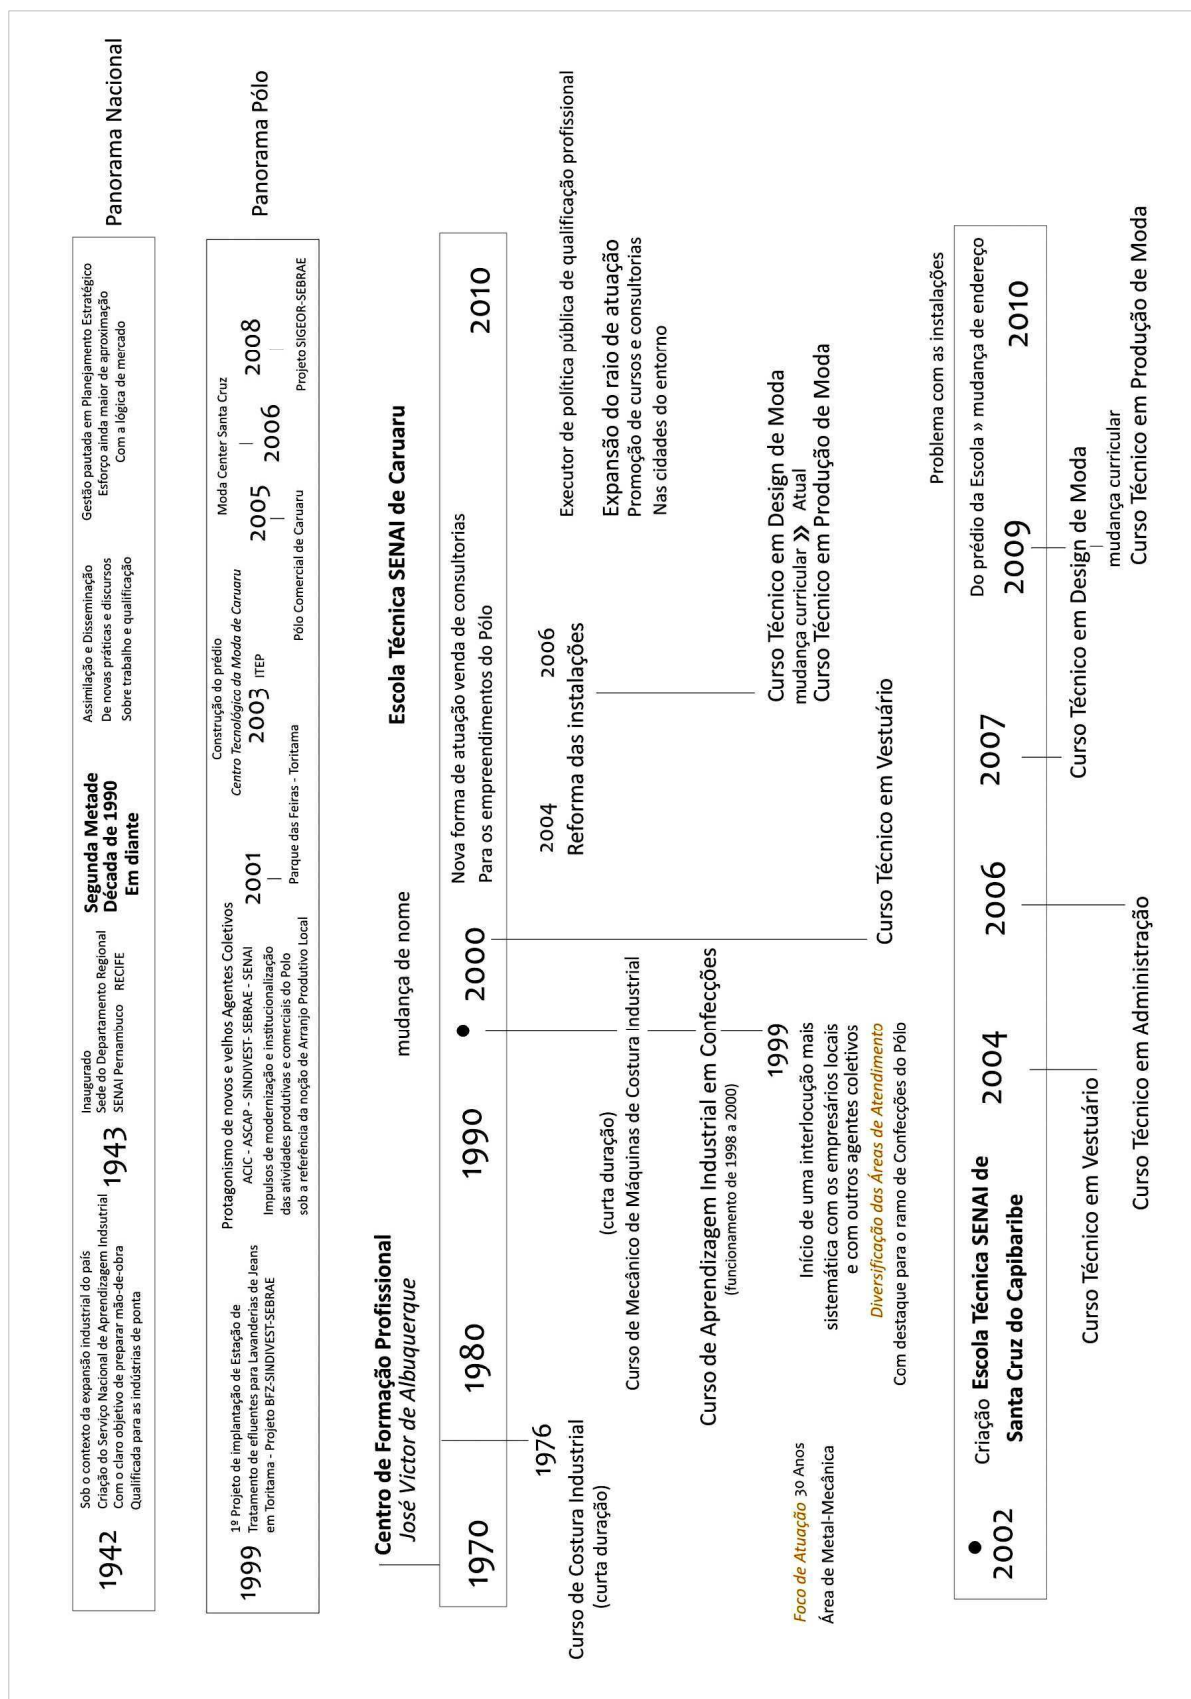 Panorama Nacional
1942
Sob o contexto da expansão industrial do país
Criação do Serviço Nacional de Aprendizagem Indsutrial
Com o claro objetivo de preparar mão-de-obra
Qualificada para as indústrias de ponta
1943
Inaugurado
Sede do Departamento Regional
SENAI Pernambuco RECIFE
Segunda Metade
Década de 1990
Em diante
Assimilação e Disseminação
De novas práticas e discursos
Sobre trabalho e qualificação
Gestão pautada em Planejamento Estratégico
Esforço ainda maior de aproximação
Com a lógica de mercado
Panorama Pólo
1999
1º Projeto de implantação de Estação de
Tratamento de efluentes para Lavanderias de Jeans
em Toritama - Projeto BFZ-SINDIVEST-SEBRAE
Protagonismo de novos e velhos Agentes Coletivos
ACIC - ASCAP - SINDIVEST- SEBRAE - SENAI
Impulsos de modernização e institucionalização
das atividades produtivas e comerciais do Polo
sob a referência da noção de Arranjo Produtivo Local
2001
Parque das Feiras - Toritama
Construção do prédio
Centro Tecnológico da Moda de Caruaru
2003 ITEP
2005
Pólo Comercial de Caruaru
Moda Center Santa Cruz
2006
2008
Projeto SIGEOR-SEBRAE
Centro de Formação Profissional
José Victor de Albuquerque
mudança de nome
Escola Técnica SENAI de Caruaru
1970
1980
1990
2000
Nova forma de atuação venda de consultorias
Para os empreendimentos do Pólo
2010
1976
Curso de Costura Industrial
(curta duração)
(curta duração)
Curso de Mecânico de Máquinas de Costura Industrial
Curso de Aprendizagem Industrial em Confecções
(funcionamento de 1998 a 2000)
1999
Início de uma interlocução mais
sistemática com os empresários locais
e com outros agentes coletivos
Diversificação das Áreas de Atendimento
Com destaque para o ramo de Confecções do Pólo
Foco de Atuação 30 Anos
Área de Metal-Mecânica
Curso Técnico em Vestuário
2004 2006
Reforma das instalações
Curso Técnico em Design de Moda
mudança curricular » Atual
Curso Técnico em Produção de Moda
Executor de política pública de qualificação profissional
Expansão do raio de atuação
Promoção de cursos e consultorias
Nas cidades do entorno
2002
Criação Escola Técnica SENAI de
Santa Cruz do Capibaribe
2004
Curso Técnico em Vestuário
2006
Curso Técnico em Administração
2007
Curso Técnico em Design de Moda
2009
mudança curricular
Curso Técnico em Produção de Moda
Problema com as instalações
Do prédio da Escola » mudança de endereço
2010